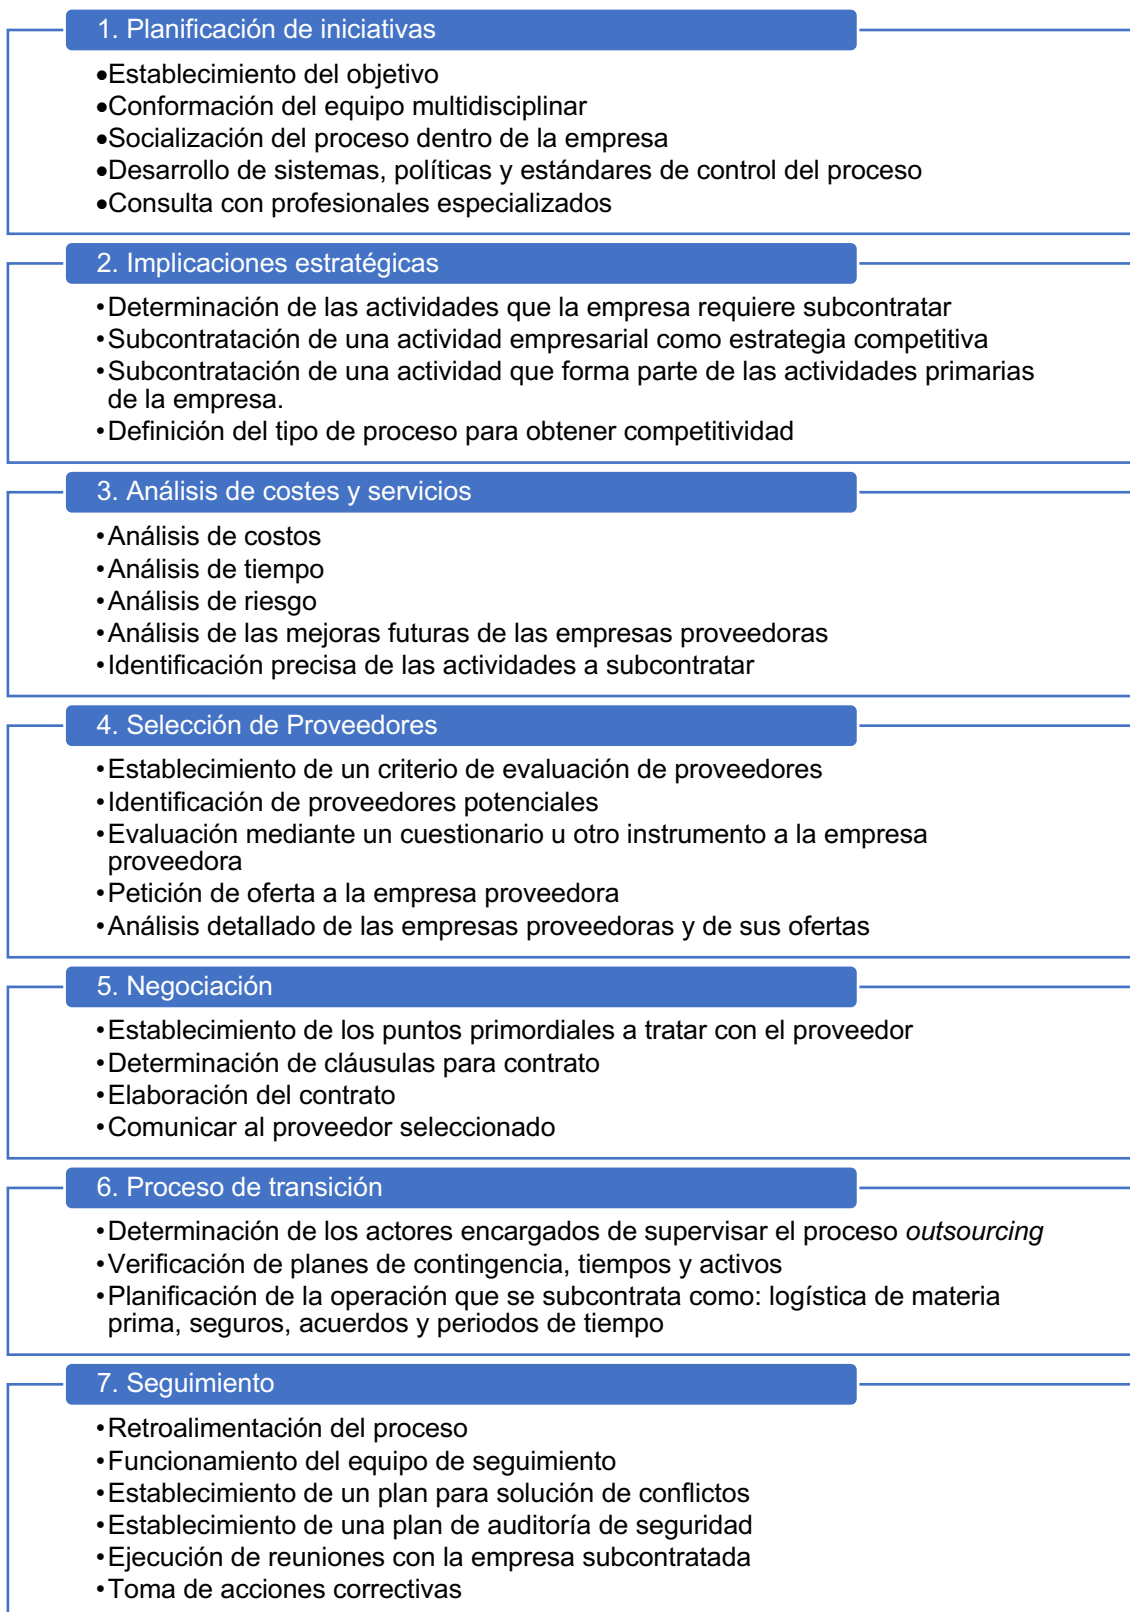 1. Planificación de iniciativas
•Establecimiento del objetivo
•Conformación del equipo multidisciplinar
•Socialización del proceso dentro de la empresa
•Desarrollo de sistemas, políticas y estándares de control del proceso
•Consulta con profesionales especializados
2. Implicaciones estratégicas
•Determinación de las actividades que la empresa requiere subcontratar
•Subcontratación de una actividad empresarial como estrategia competitiva
•Subcontratación de una actividad que forma parte de las actividades primarias
de la empresa.
•Definición del tipo de proceso para obtener competitividad
3. Análisis de costes y servicios
•Análisis de costos
•Análisis de tiempo
•Análisis de riesgo
•Análisis de las mejoras futuras de las empresas proveedoras
•Identificación precisa de las actividades a subcontratar
4. Selección de Proveedores
•Establecimiento de un criterio de evaluación de proveedores
•Identificación de proveedores potenciales
•Evaluación mediante un cuestionario u otro instrumento a la empresa
proveedora
•Petición de oferta a la empresa proveedora
•Análisis detallado de las empresas proveedoras y de sus ofertas
5. Negociación
•Establecimiento de los puntos primordiales a tratar con el proveedor
•Determinación de cláusulas para contrato
•Elaboración del contrato
•Comunicar al proveedor seleccionado
6. Proceso de transición
•Determinación de los actores encargados de supervisar el proceso outsourcing
•Verificación de planes de contingencia, tiempos y activos
•Planificación de la operación que se subcontrata como: logística de materia
prima, seguros, acuerdos y periodos de tiempo
7. Seguimiento
•Retroalimentación del proceso
•Funcionamiento del equipo de seguimiento
•Establecimiento de un plan para solución de conflictos
•Establecimiento de una plan de auditoría de seguridad
•Ejecución de reuniones con la empresa subcontratada
•Toma de acciones correctivas